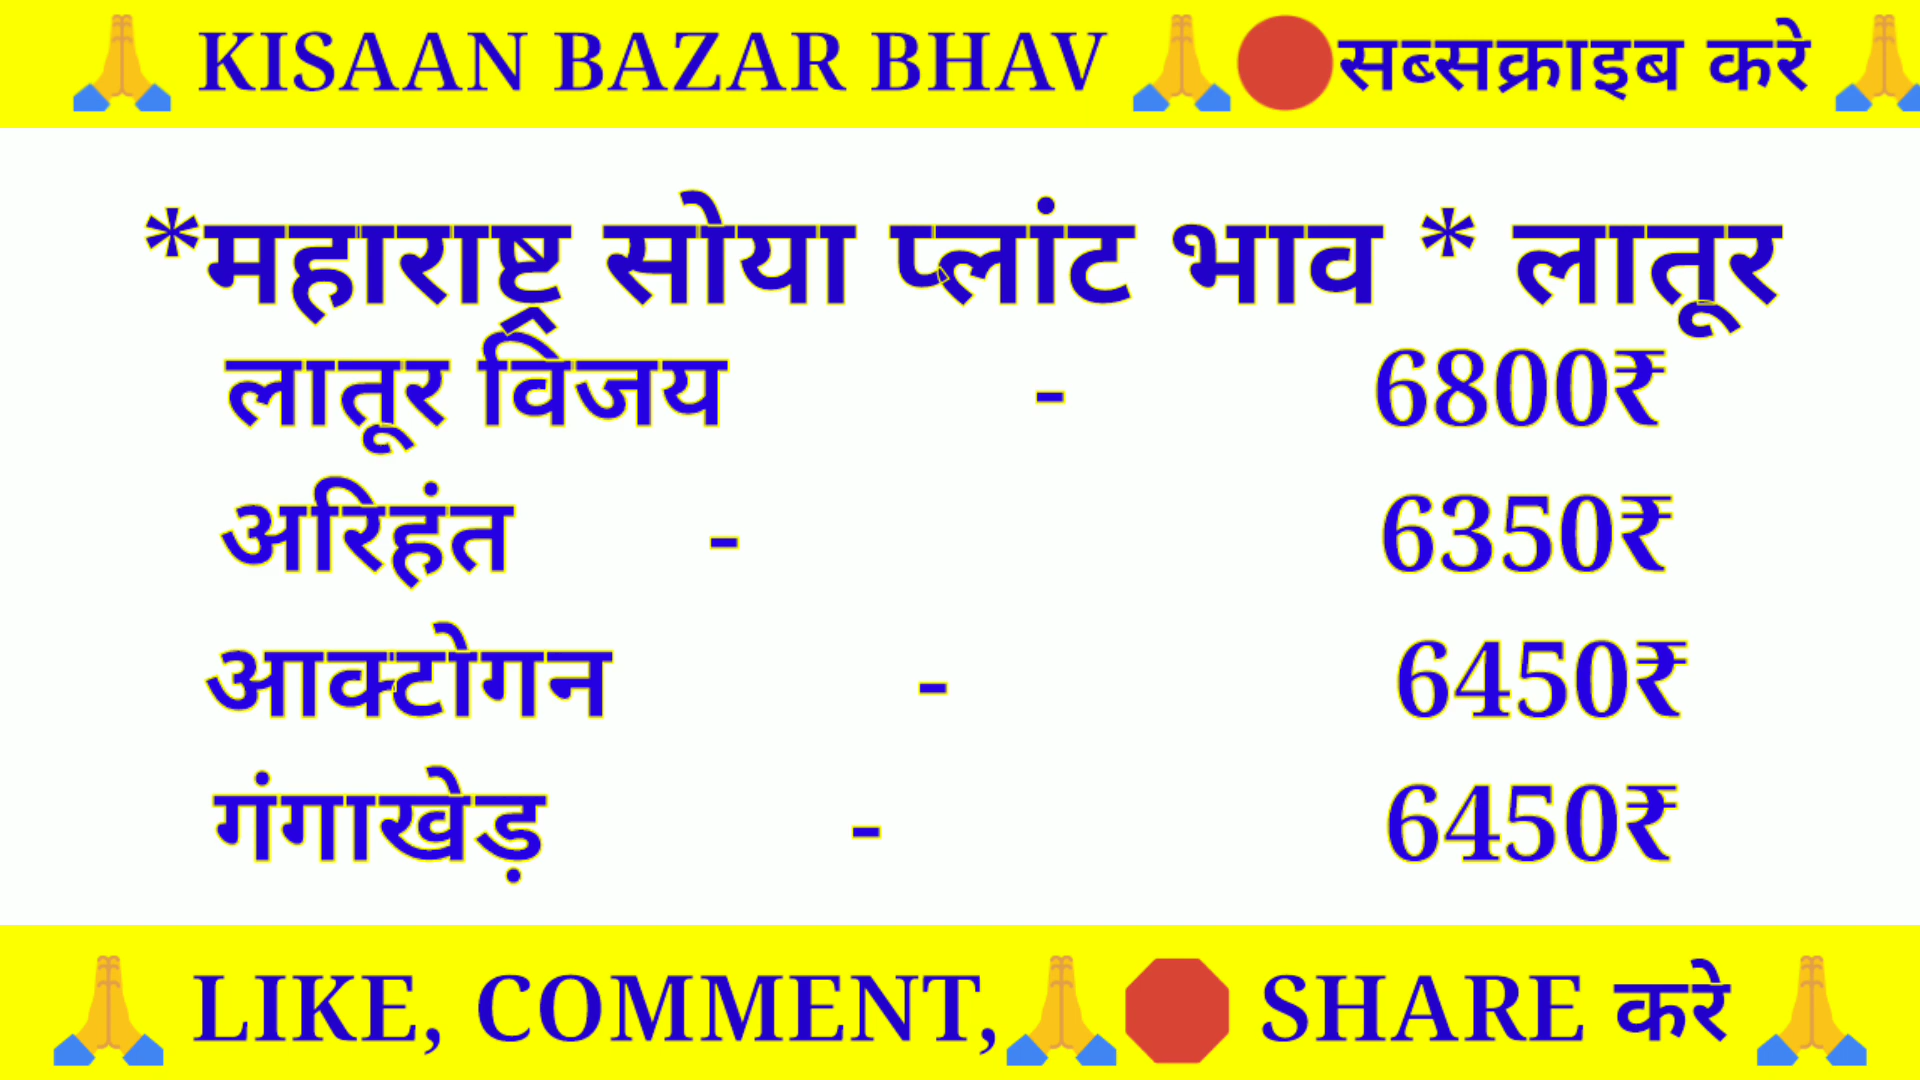 🙏 KISAAN BAZAR BHAV 🙏🔴सब्सक्राइब करे 🙏
*महाराष्ट्र सोया प्लांट भाव * लातूर
लातूर विजय - 6800₹
अरिहंत - 6350₹
आक्टोगन - 6450₹
गंगाखेड़ - 6450₹
🙏 LIKE, COMMENT,🙏🛑 SHARE करे 🙏